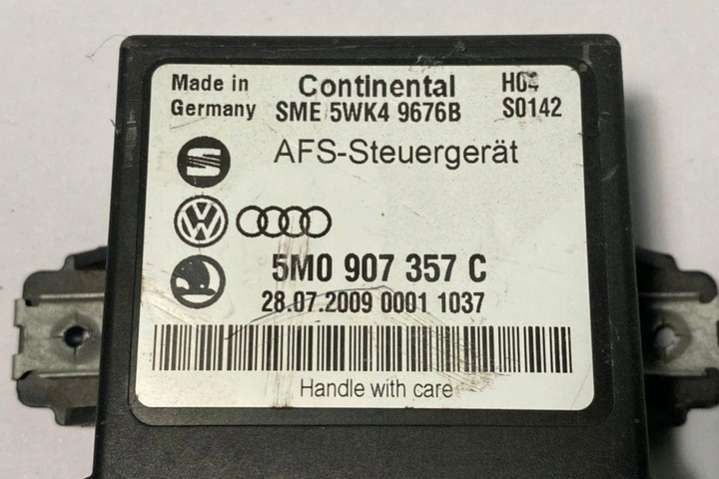 Made in Germany
Continental
H04
SME 5WK4 9676B
S0142
AFS-Steuergerät
5M0 907 357 C
28.07.2009 0001 1037
Handle with care